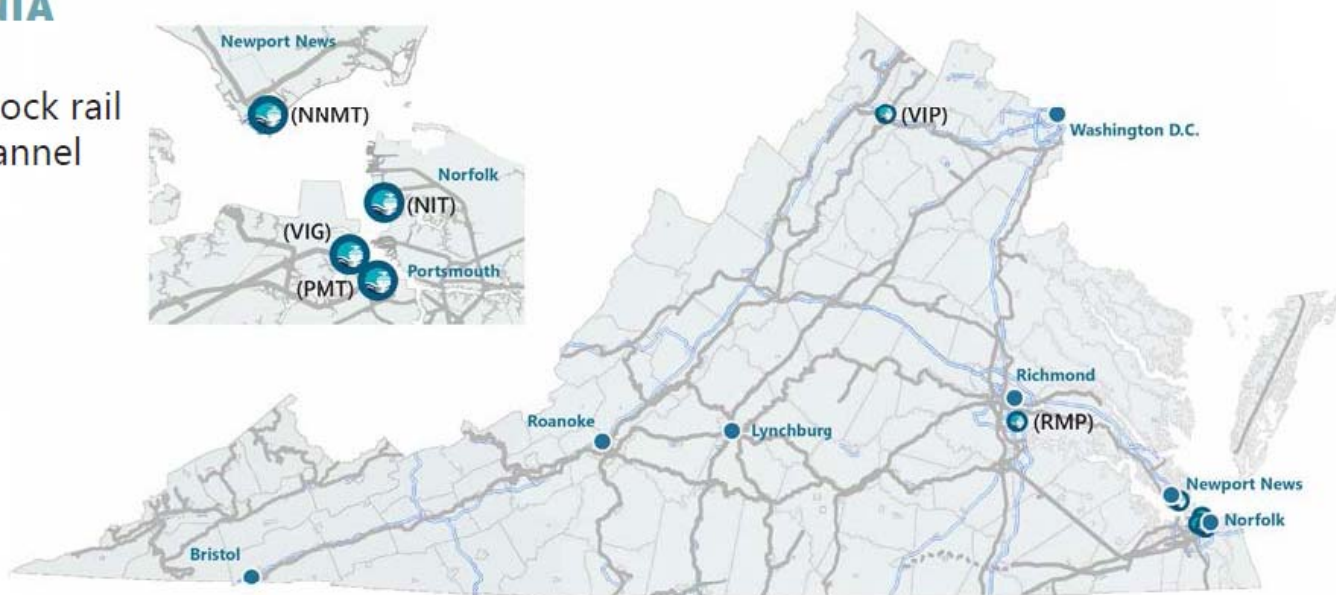 NIA
ock rail
annel
Newport News
(NNMT)
Norfolk
(NIT)
(VIG)
Portsmouth
(PMT)
(VIP)
Washington D.C.
Richmond
(RMP)
Roanoke
Lynchburg
Newport News
Norfolk
Bristol